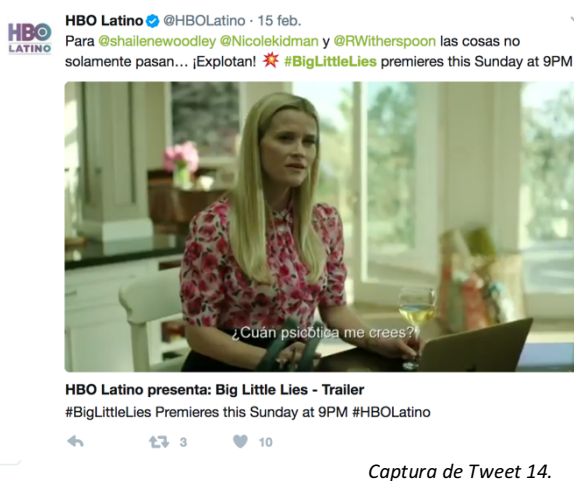 HBO Latino @HBOLatino · 15 feb.
HBO
LATINO
Para @shailenewoodley @Nicolekidman y @RWitherspoon las cosas no
solamente pasan... ¡Explotan! 💥 #BigLittleLies premieres this Sunday at 9PM
¿Cuán psicótica me crees?
HBO Latino presenta: Big Little Lies - Trailer
#BigLittleLies Premieres this Sunday at 9PM #HBOLatino
3 10
Captura de Tweet 14.